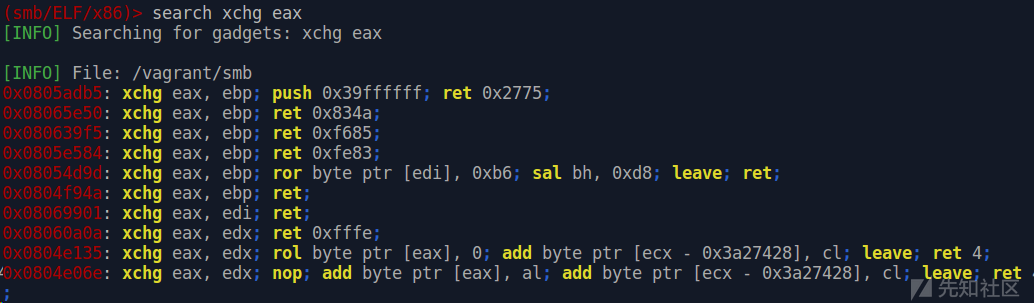 (smb/ELF/x86)> search xchg eax
[INFO] Searching for gadgets: xchg eax
[INFO] File: /vagrant/smb
0x0805adb5: xchg eax, ebp; push 0x39ffffff; ret 0x2775;
0x08065e50: xchg eax, ebp; ret 0x834a;
0x080639f5: xchg eax, ebp; ret 0xf685;
0x0805e584: xchg eax, ebp; ret 0xfe83;
0x08054d9d: xchg eax, ebp; ror byte ptr [edi], 0xb6; sal bh, 0xd8; leave; ret;
0x0804f94a: xchg eax, ebp; ret;
0x08069901: xchg eax, edi; ret;
0x08060a0a: xchg eax, edx; ret 0xfffe;
0x0804e135: xchg eax, edx; rol byte ptr [eax], 0; add byte ptr [ecx - 0x3a27428], cl; leave; ret 4;
0x0804e06e: xchg eax, edx; nop; add byte ptr [eax], al; add byte ptr [ecx - 0x3a27428], cl; leave; ret
;
先知社区